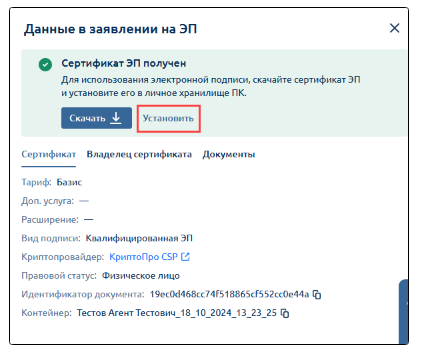 Данные в заявлении на ЭП
Сертификат ЭП получен
Для использования электронной подписи, скачайте сертификат ЭП
и установите его в личное хранилище ПК.
Скачать Установить
Сертификат Владелец сертификата Документы
Тариф: Базис
Доп. услуга: —
Расширение: —
Вид подписи: Квалифицированная ЭП
Криптопровайдер: КриптоПро CSP
Правовой статус: Физическое лицо
Идентификатор документа: 19ec0d468cc74f518865cf552cc0e44a
Контейнер: Тестов Агент Тестович_18_10_2024_13_23_25